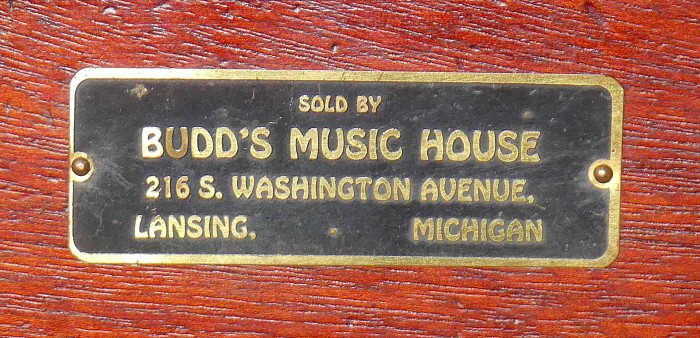 SOLD BY
BUDD'S MUSIC HOUSE
216 S. WASHINGTON AVENUE,
LANSING, MICHIGAN